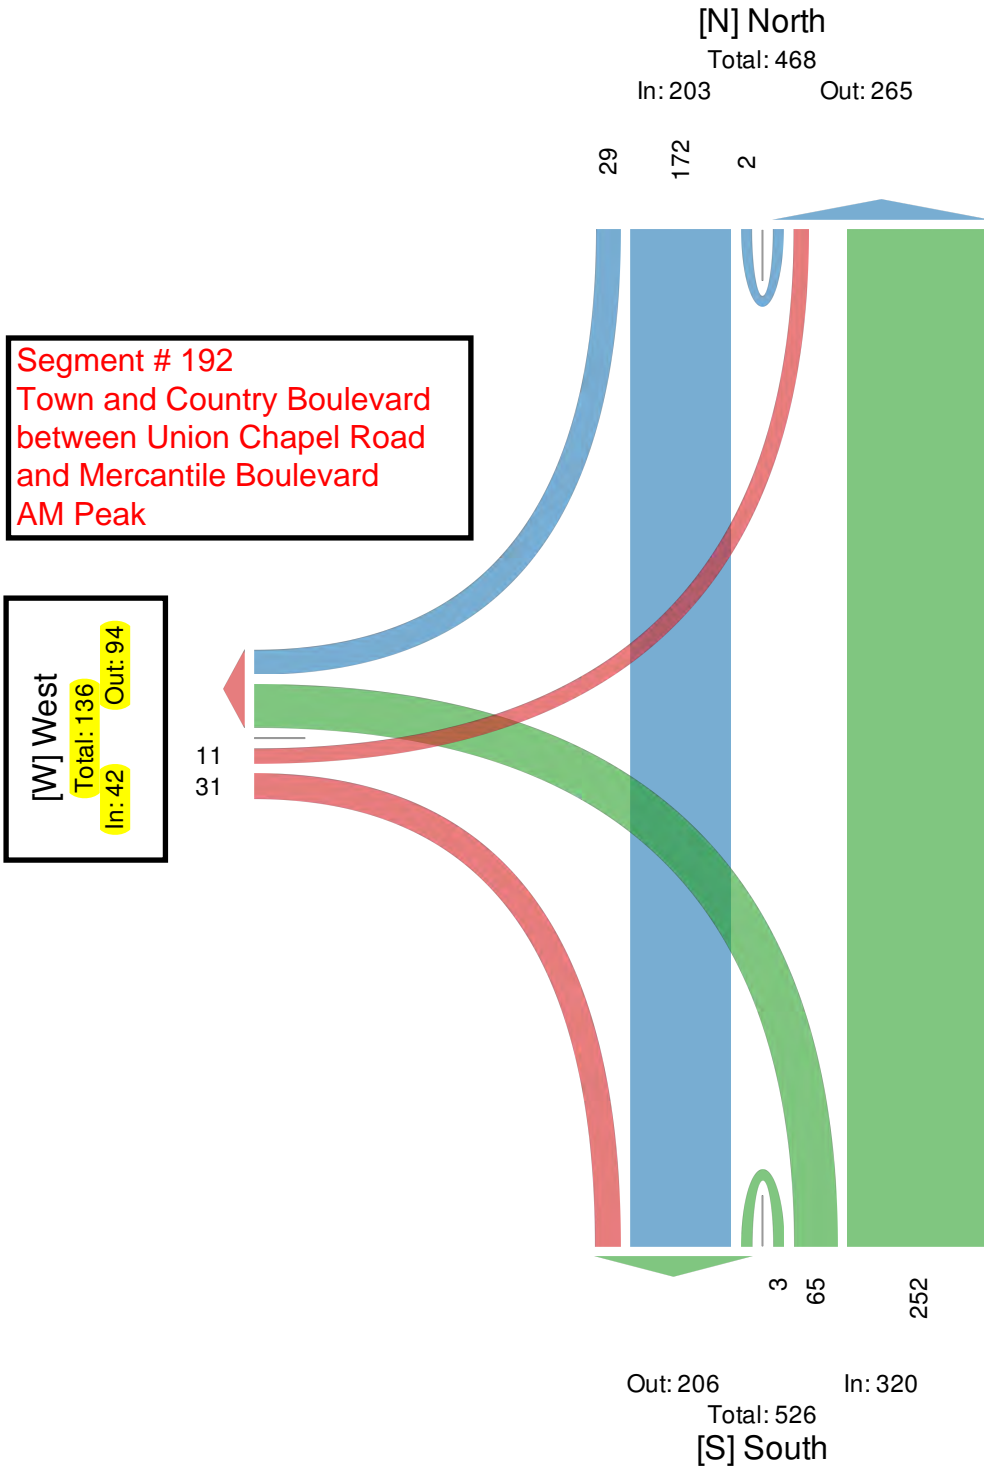 [N] North
Total: 468
In: 203 Out: 265
29 172 2
Segment # 192
Town and Country Boulevard
between Union Chapel Road
and Mercantile Boulevard
AM Peak
[W] West
Total: 136
In: 42 Out: 94
11
31
3 65 252
Out: 206 In: 320
Total: 526
[S] South